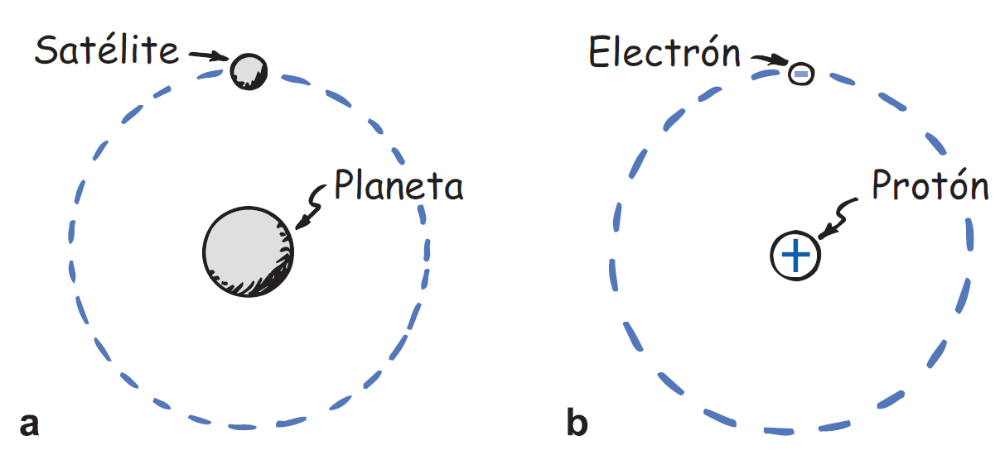 Satélite
Planeta
a
Electrón
-
Protón
+
b